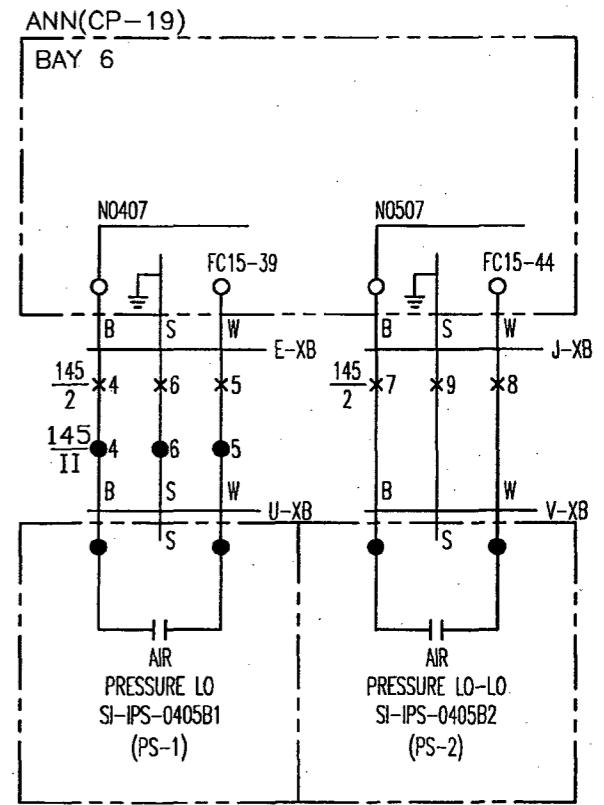 ANN(CP-19)
BAY 6
N0407 N0507
FC15-39 FC15-44
B S W B S W
E-XB J-XB
145/2 4 6 5 145/2 7 9 8
145/II 4 6 5
B S W B W
U-XB V-XB
S S
AIR AIR
PRESSURE LO PRESSURE LO-LO
SI-IPS-0405B1 SI-IPS-0405B2
(PS-1) (PS-2)